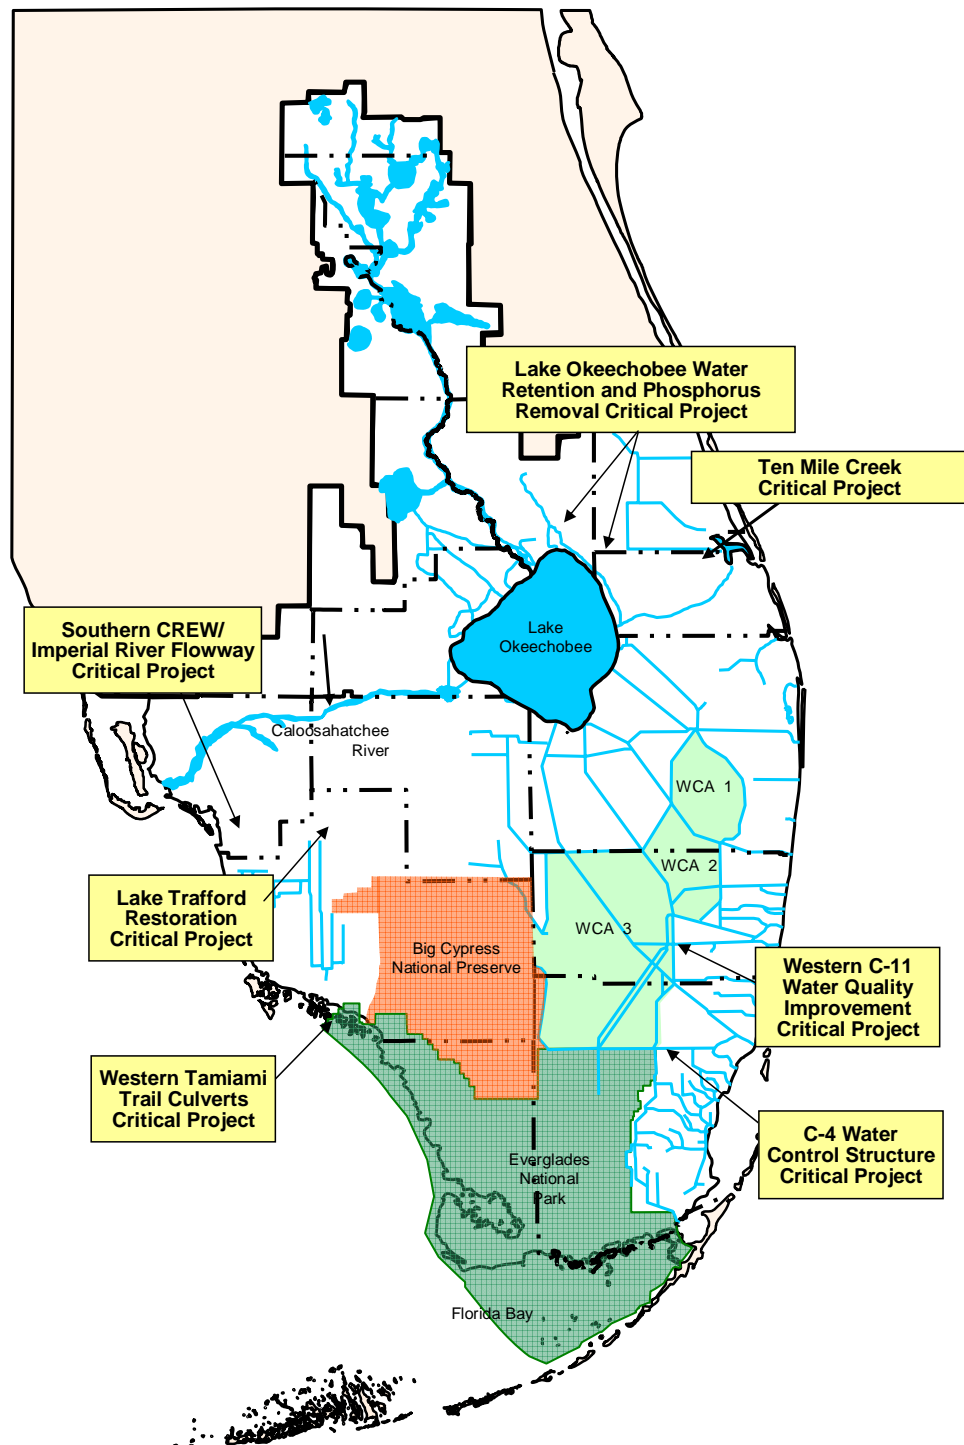 Lake Okeechobee Water
Retention and Phosphorus
Removal Critical Project
Ten Mile Creek
Critical Project
Southern CREW/
Imperial River Flowway
Critical Project
Lake
Okeechobee
Caloosahatchee
River
WCA 1
WCA 2
Lake Trafford
Restoration
Critical Project
WCA 3
Big Cypress
National Preserve
Western C-11
Water Quality
Improvement
Critical Project
Western Tamiami
Trail Culverts
Critical Project
C-4 Water
Control Structure
Critical Project
Everglades
National
Park
Florida Bay